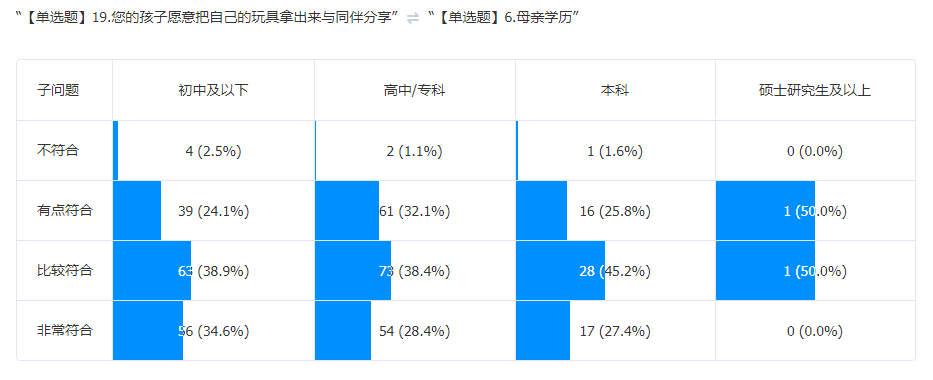 “【单选题】19.您的孩子愿意把自己的玩具拿出来与同伴分享” ⇌ “【单选题】6.母亲学历”
子问题 初中及以下 高中/专科 本科 硕士研究生及以上
不符合 4 (2.5%) 2 (1.1%) 1 (1.6%) 0 (0.0%)
有点符合 39 (24.1%) 61 (32.1%) 16 (25.8%) 1 (50.0%)
比较符合 63 (38.9%) 73 (38.4%) 28 (45.2%) 1 (50.0%)
非常符合 56 (34.6%) 54 (28.4%) 17 (27.4%) 0 (0.0%)